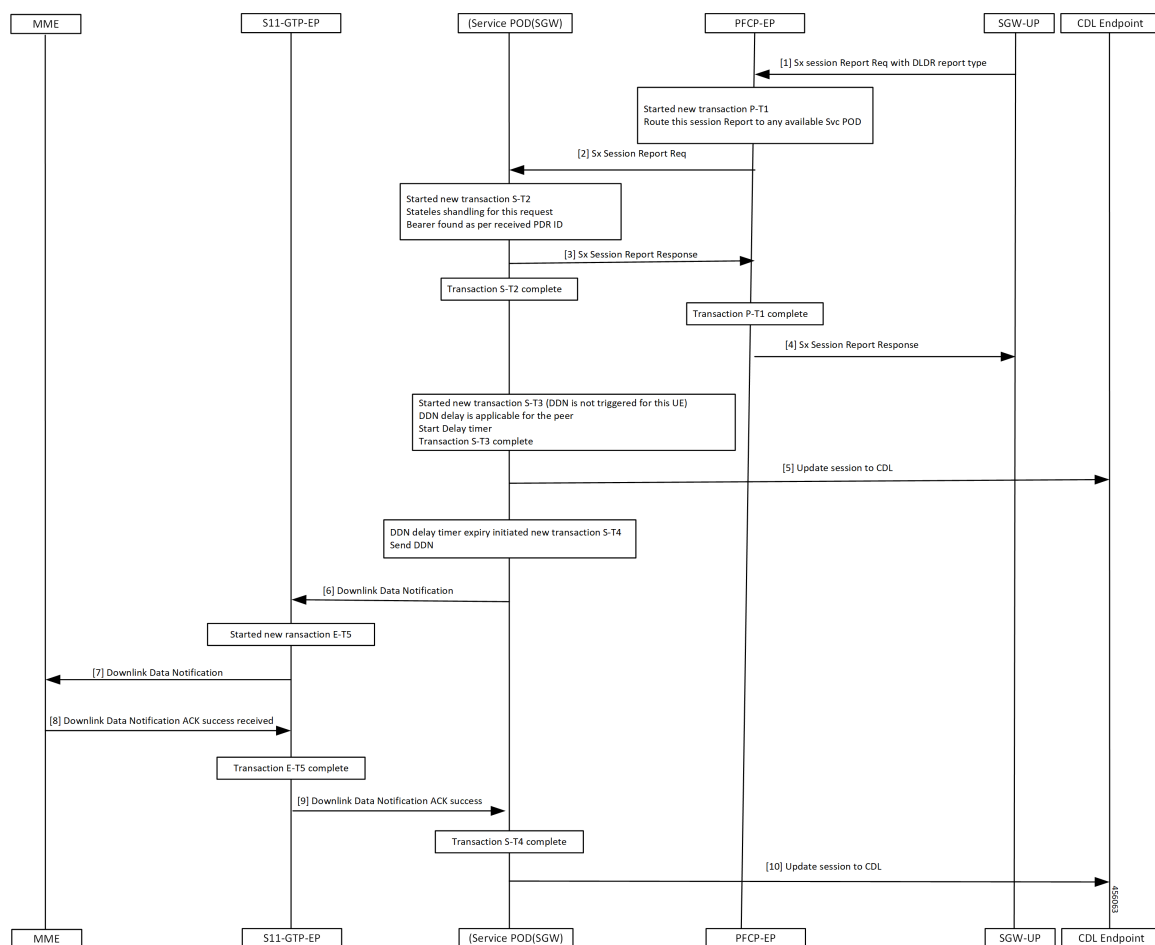 MME
S11-GTP-EP
(Service POD(SGW)
PFCP-EP
SGW-UP
CDL Endpoint
[1] Sx session Report Req with DLDR report type
Started new transaction P-T1
Route this session Report to any available Svc POD
[2] Sx Session Report Req
Started new transaction S-T2
Stateles shandling for this request
Bearer found as per received PDR ID
[3] Sx Session Report Response
Transaction S-T2 complete
Transaction P-T1 complete
[4] Sx Session Report Response
Started new transaction S-T3 (DDN is not triggered for this UE)
DDN delay is applicable for the peer
Start Delay timer
Transaction S-T3 complete
[5] Update session to CDL
DDN delay timer expiry initiated new transaction S-T4
Send DDN
[6] Downlink Data Notification
Started new ransaction E-T5
[7] Downlink Data Notification
[8] Downlink Data Notification ACK success received
Transaction E-T5 complete
[9] Downlink Data Notification ACK success
Transaction S-T4 complete
[10] Update session to CDL
456063
MME
S11-GTP-EP
(Service POD(SGW)
PFCP-EP
SGW-UP
CDL Endpoint